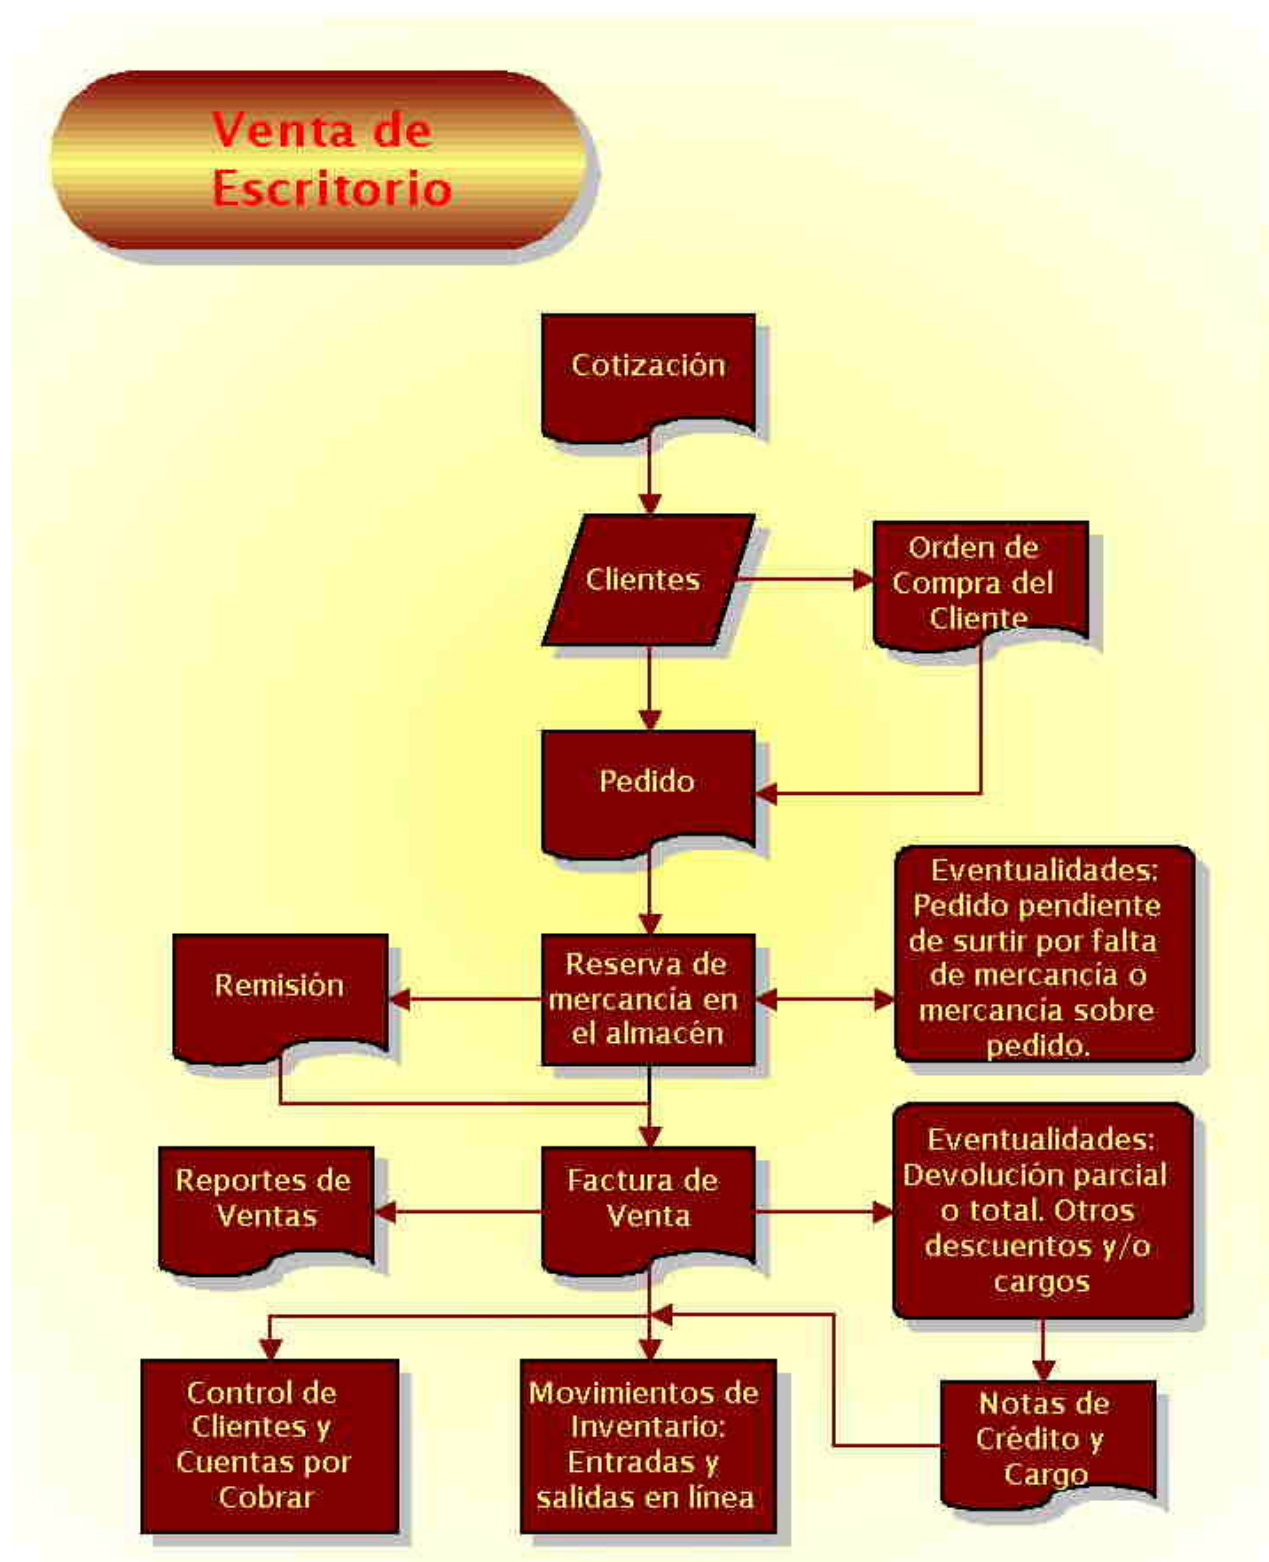 Venta de
Escritorio
Cotización
Clientes
Orden de
Compra del
Cliente
Pedido
Eventualidades:
Pedido pendiente
de surtir por falta
de mercancía o
mercancía sobre
pedido.
Remisión
Reserva de
mercancía en
el almacén
Reportes de
Ventas
Factura de
Venta
Eventualidades:
Devolución parcial
o total. Otros
descuentos y/o
cargos
Control de
Clientes y
Cuentas por
Cobrar
Movimientos de
Inventario:
Entradas y
salidas en línea
Notas de
Crédito y
Cargo